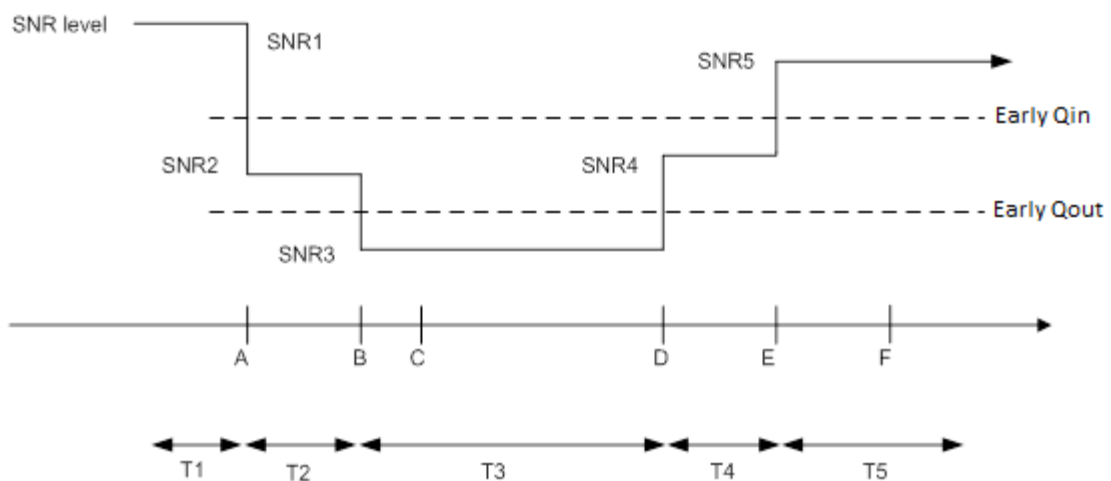 SNR level
SNR1
SNR5
Early Qin
SNR2
SNR4
Early Qout
SNR3
A B C D E F
T1 T2 T3 T4 T5